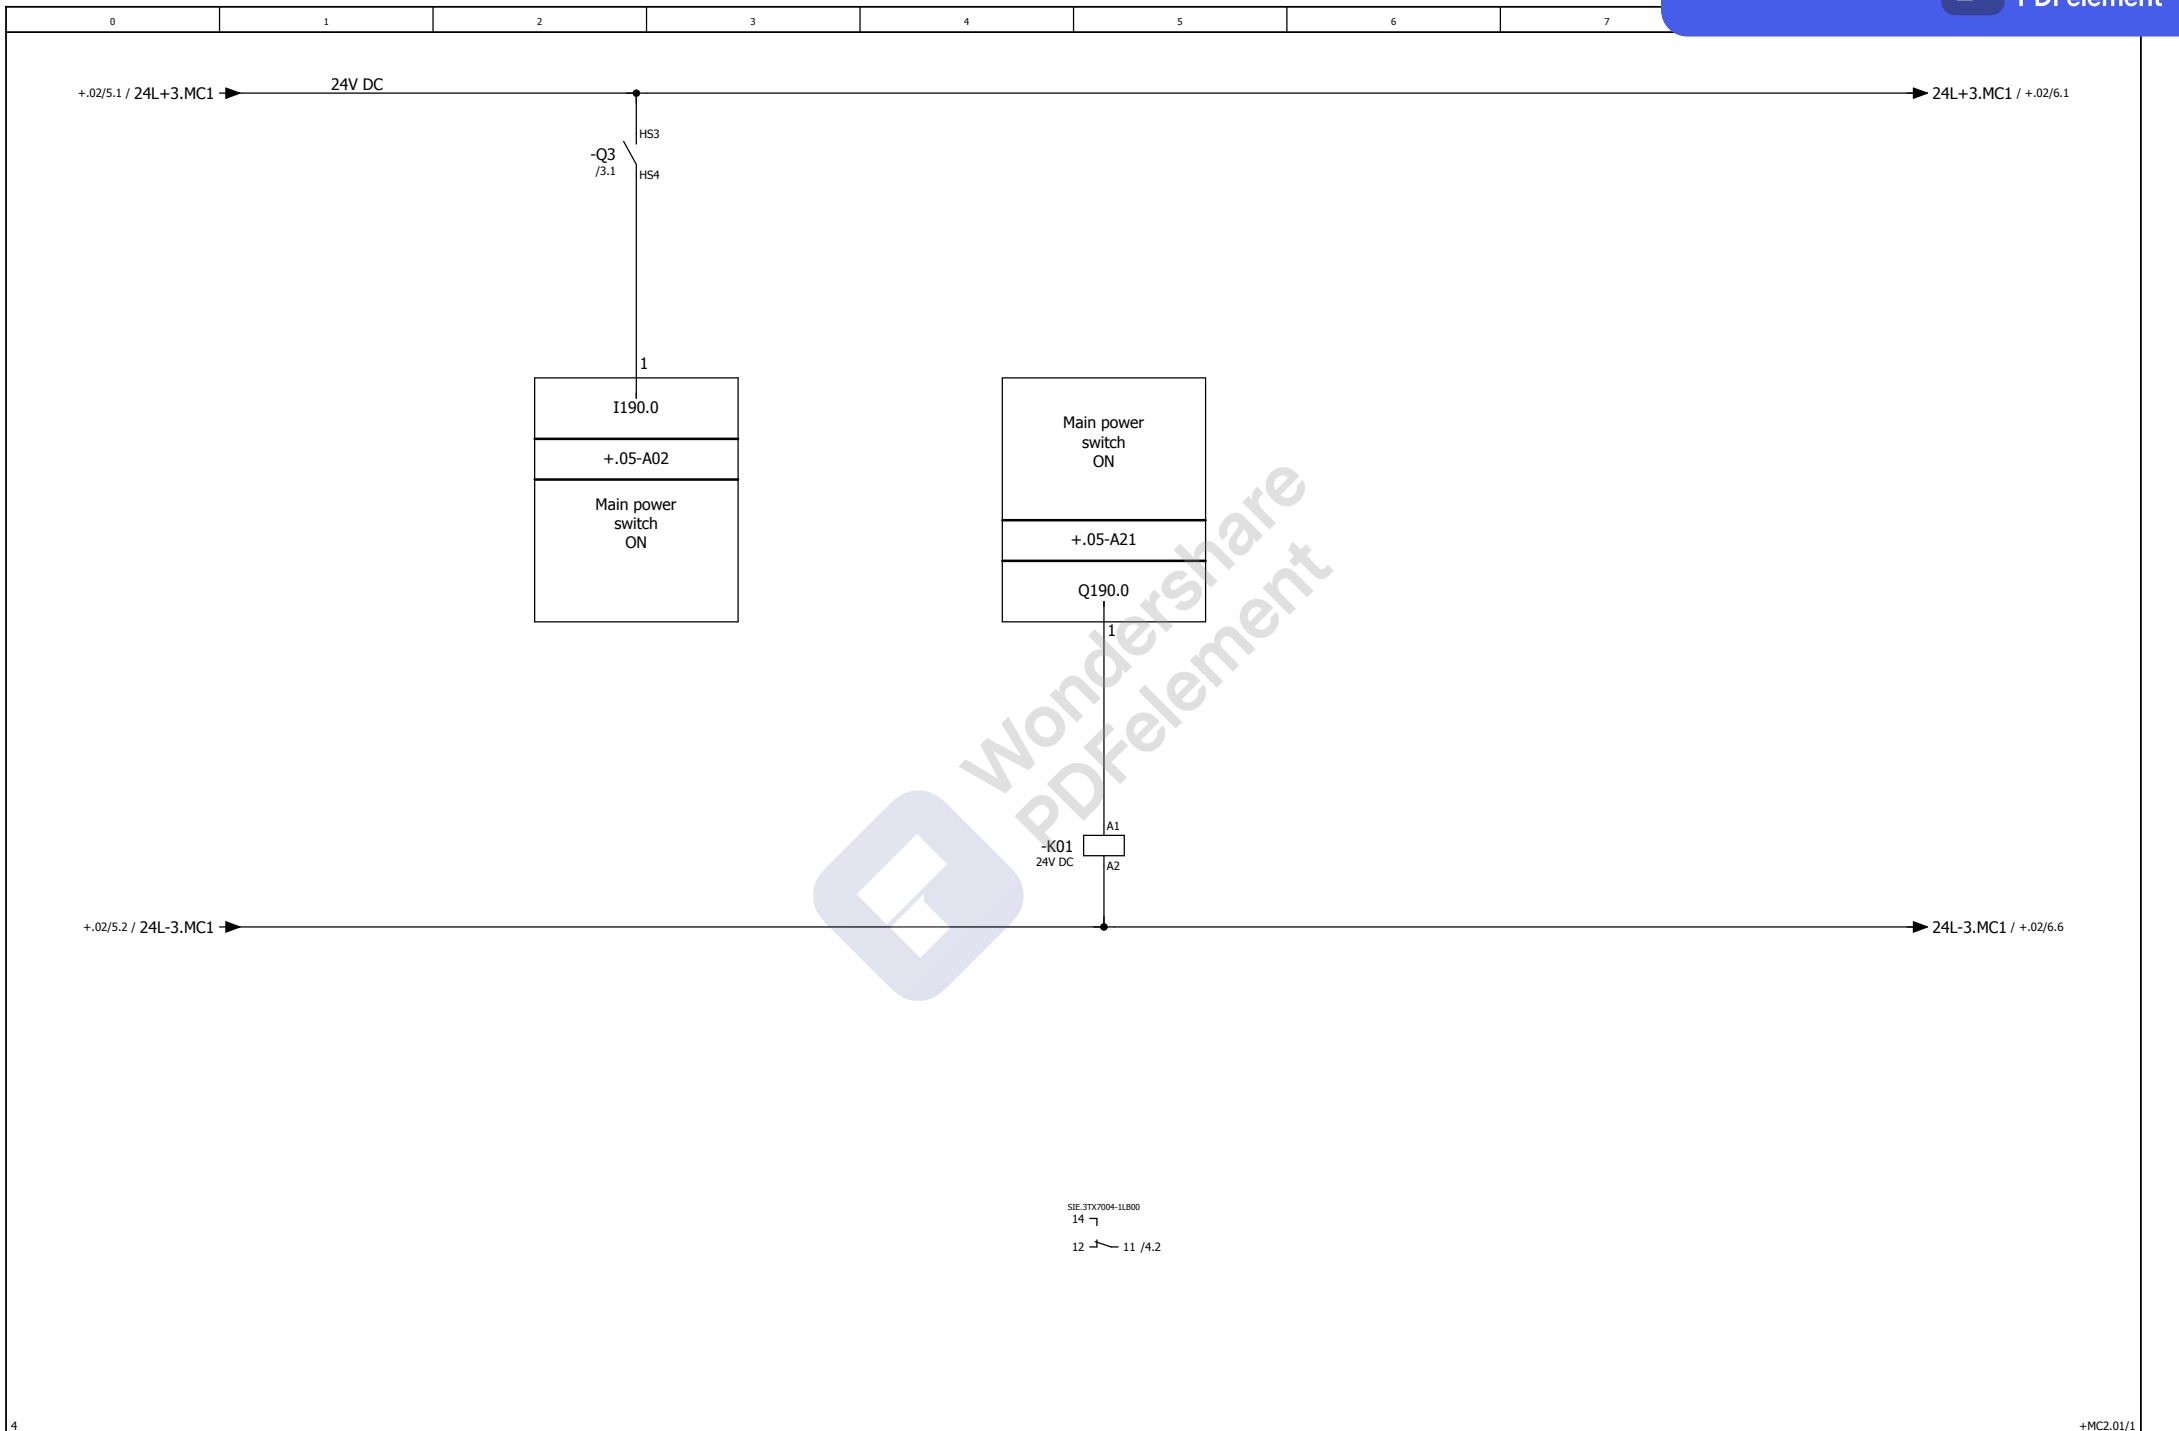 0 1 2 3 4 5 6 7
PDFelement
+.02/5.1 / 24L+3.MC1
24V DC
24L+3.MC1 / +.02/6.1
HS3
-Q3
/3.1
HS4
1
I190.0
+.05-A02
Main power
switch
ON
Main power
switch
ON
+.05-A21
Q190.0
1
Wondershare
PDFelement
A1
-K01
24V DC
A2
+.02/5.2 / 24L-3.MC1
24L-3.MC1 / +.02/6.6
SIE.3TX7004-1LB00
14
12 11 /4.2
4
+MC2.01/1